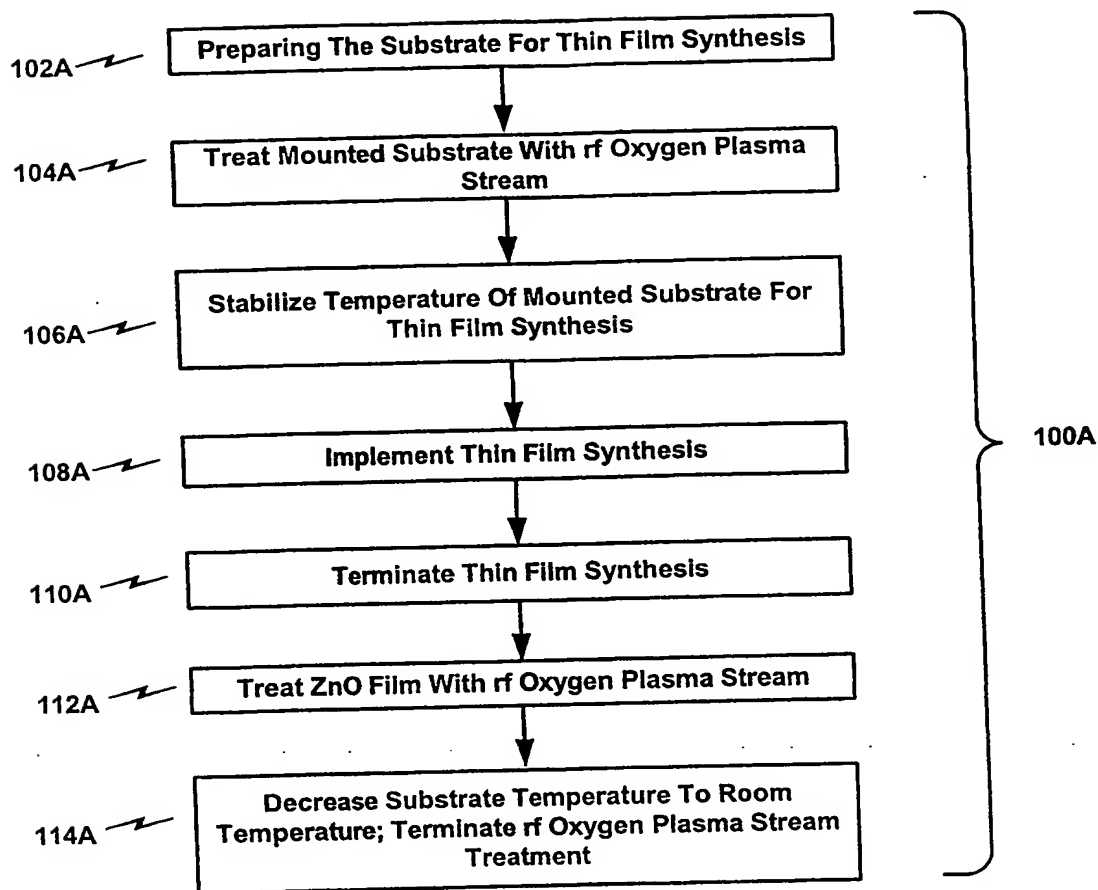 102A
Preparing The Substrate For Thin Film Synthesis
104A
Treat Mounted Substrate With rf Oxygen Plasma
Stream
106A
Stabilize Temperature Of Mounted Substrate For
Thin Film Synthesis
108A
Implement Thin Film Synthesis
100A
110A
Terminate Thin Film Synthesis
112A
Treat ZnO Film With rf Oxygen Plasma Stream
114A
Decrease Substrate Temperature To Room
Temperature; Terminate rf Oxygen Plasma Stream
Treatment